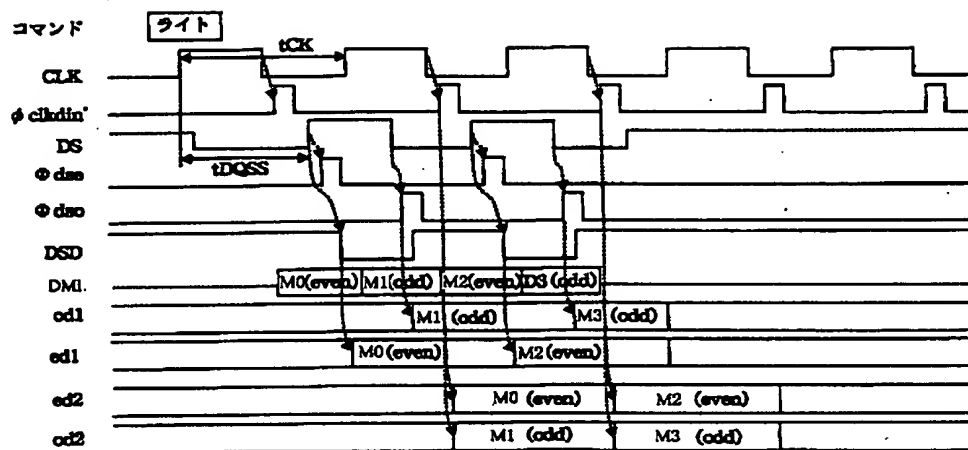 コマンド ライト
tCK
CLK
φ clkdin'
DS
tDQSS
Φ dse
Φ dso
DSD
DMi. M0(even) M1(odd) M2(even) D3(odd)
od1 M1 (odd) M3 (odd)
ed1 M0(even) M2(even)
ed2 M0 (even) M2 (even)
od2 M1 (odd) M3 (odd)